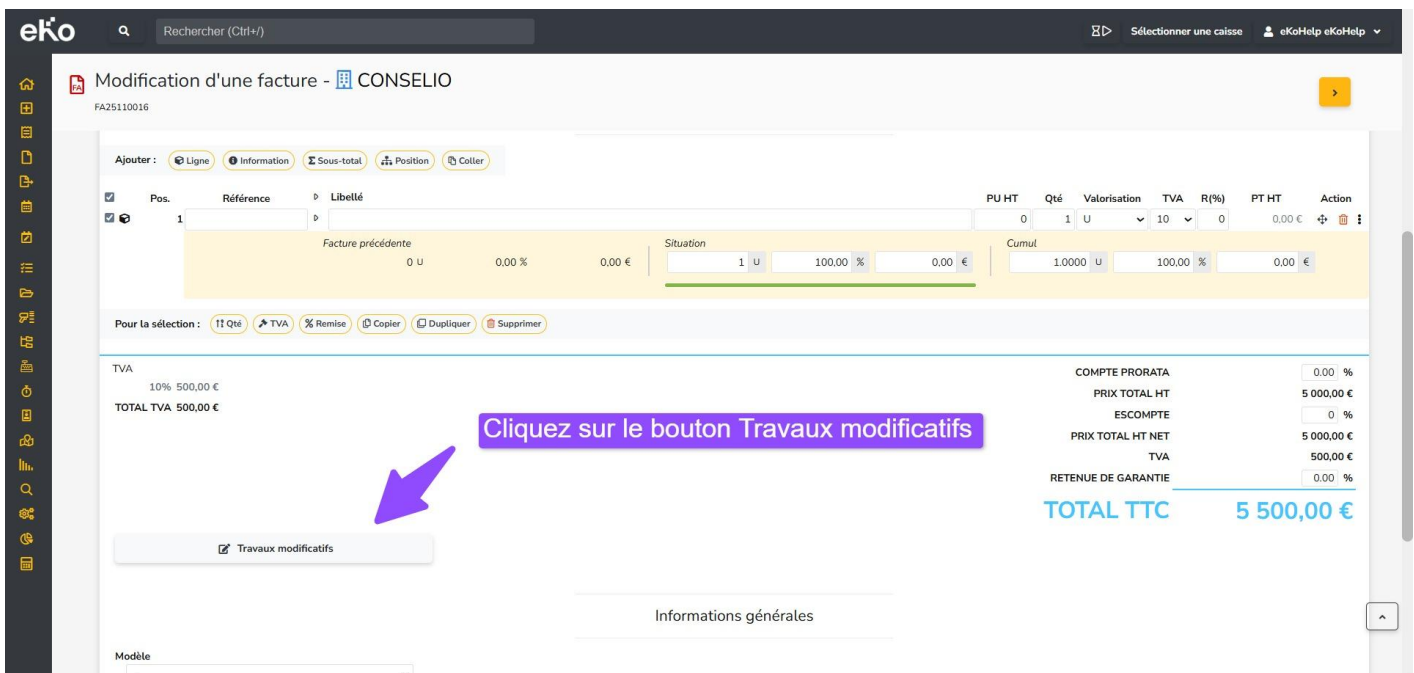 eKo
Rechercher (Ctrl+/)
Sélectionner une caisse
eKoHelp eKoHelp
Modification d'une facture - CONSELIO
FA
FA25110016
Ajouter : Ligne Information Σ Sous-total Position Coller
Pos. Référence Libellé PU HT Qté Valorisation TVA R(%) PT HT Action
1 0 1 U 10 0 0,00 €
Facture précédente Situation Cumul
0 U 0,00 % 0,00 € 1 U 100,00 % 0,00 € 1.0000 U 100,00 % 0,00 €
Pour la sélection : Qté TVA % Remise Copier Dupliquer Supprimer
TVA
10% 500,00 €
TOTAL TVA 500,00 €
Cliquez sur le bouton Travaux modificatifs
COMPTE PRORATA 0.00 %
PRIX TOTAL HT 5 000,00 €
ESCOMPTE 0 %
PRIX TOTAL HT NET 5 000,00 €
TVA 500,00 €
RETENUE DE GARANTIE 0.00 %
TOTAL TTC 5 500,00 €
Travaux modificatifs
Informations générales
Modèle